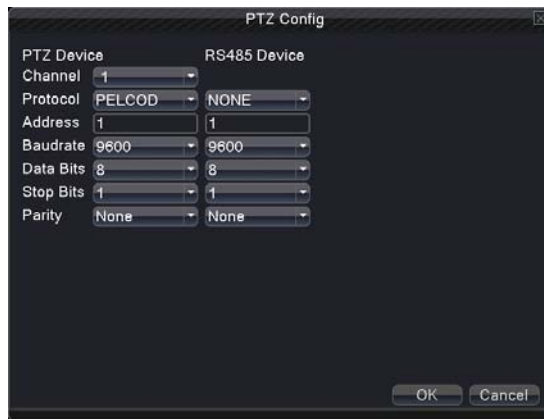 PTZ Config
PTZ Device RS485 Device
Channel 1
Protocol PELCOD NONE
Address 1 1
Baudrate 9600 9600
Data Bits 8 8
Stop Bits 1 1
Parity None None
OK Cancel